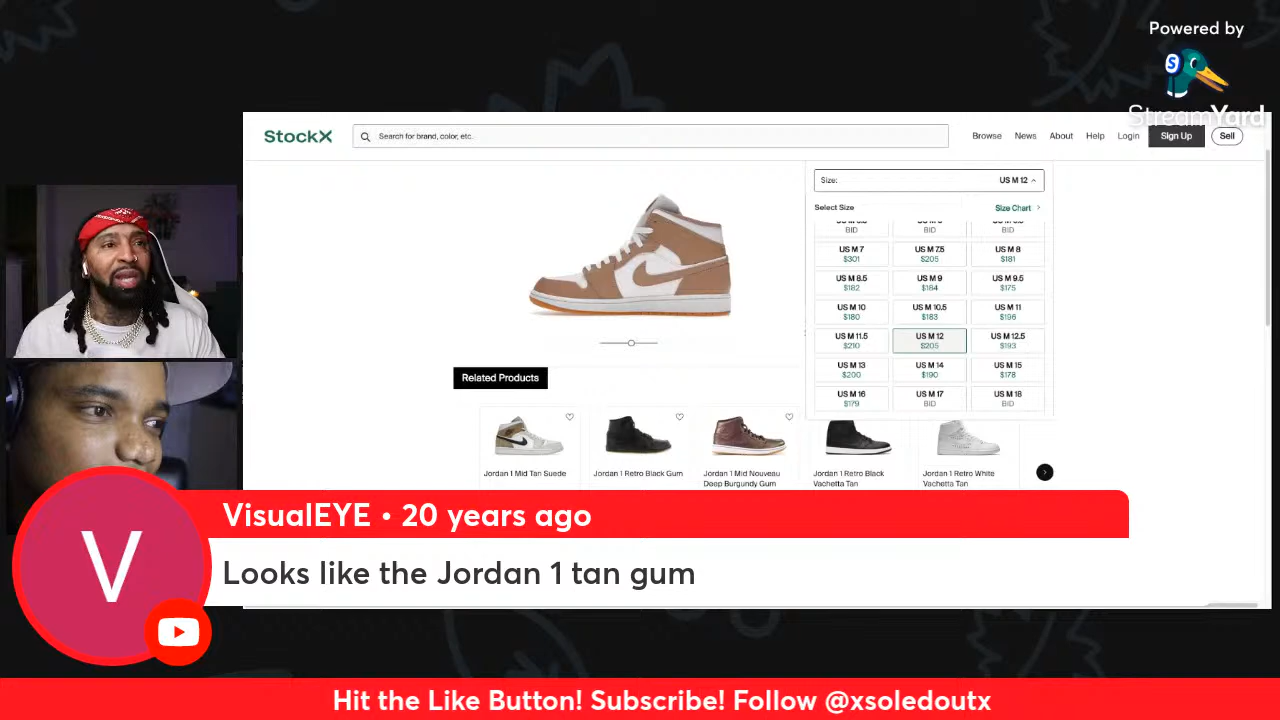 Powered by
S
StreamYard
StockX
Search for brand, color, etc.
Browse News About Help Login Sign Up Sell
Size: US M 12
Select Size Size Chart
BID BID BID
US M 7 US M 7.5 US M 8
$301 $205 $181
US M 8.5 US M 9 US M 9.5
$182 $184 $175
US M 10 US M 10.5 US M 11
$180 $183 $196
US M 11.5 US M 12 US M 12.5
$210 $205 $193
US M 13 US M 14 US M 15
$200 $190 $178
US M 16 US M 17 US M 18
$179 BID BID
Related Products
Jordan 1 Mid Tan Suede
Jordan 1 Retro Black Gum
Jordan 1 Mid Nouveau
Deep Burgundy Gum
Jordan 1 Retro Black
Vachetta Tan
Jordan 1 Retro White
Vachetta Tan
V
VisualEYE • 20 years ago
Looks like the Jordan 1 tan gum
Hit the Like Button! Subscribe! Follow @xsoledoutx